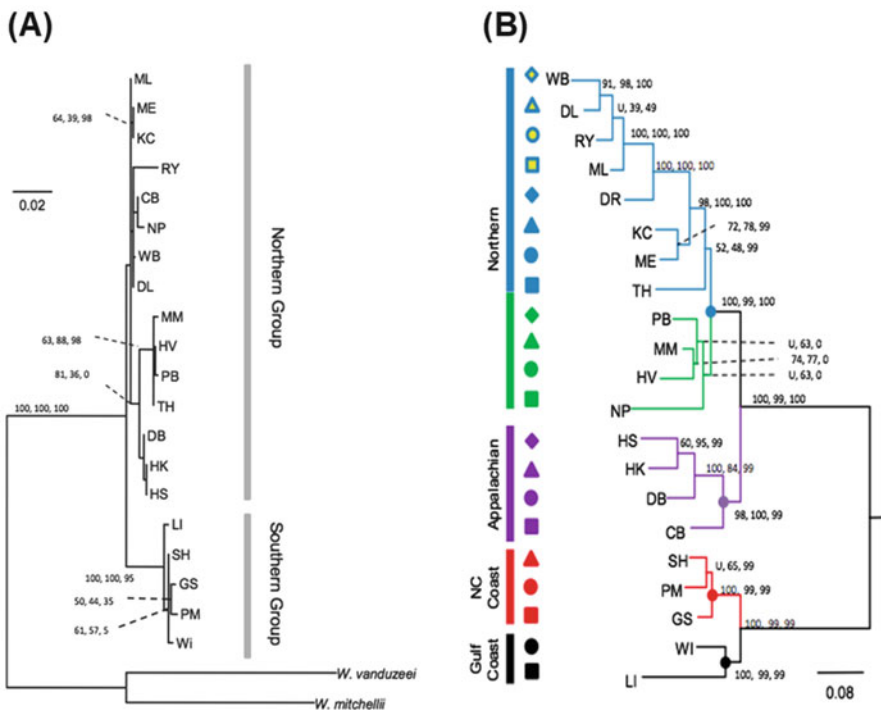 (A)
ML
ME
64, 39, 98
KC
RY
0.02
CB
NP
WB
DL
MM
63, 88, 98
HV
81, 36, 0
PB
TH
100, 100, 100
DB
HK
HS
LI
SH
100, 100, 95
GS
50, 44, 35
PM
61, 57, 5
Wi
Northern Group
Southern Group
W. vanduzeei
W. mitchellii
(B)
WB
91, 98, 100
DL
U, 39, 49
RY
100, 100, 100
ML
100, 100, 100
DR
98, 100, 100
KC
72, 78, 99
ME
52, 48, 99
TH
100, 99, 100
PB
U, 63, 0
MM
74, 77, 0
HV
U, 63, 0
100, 99, 100
NP
HS
60, 95, 99
HK
100, 84, 99
DB
98, 100, 99
CB
SH
U, 65, 99
PM
100, 99, 99
GS
100, 99, 99
WI
100, 99, 99
LI
0.08
Northern
Appalachian
NC
Coast
Gulf
Coast